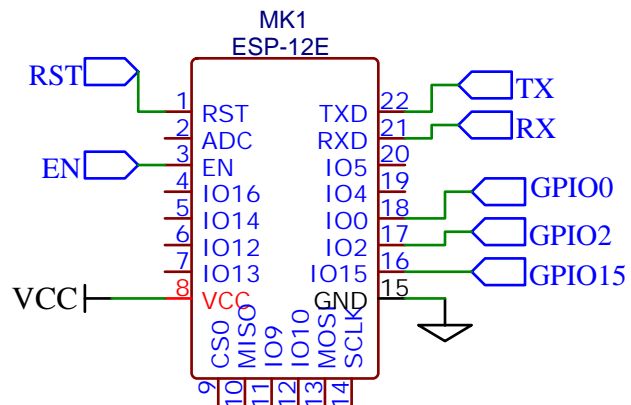 MK1
ESP-12E
RST
EN
VCC
1 RST
2 ADC
3 EN
4 IO16
5 IO14
6 IO12
7 IO13
8 VCC
TXD 22
RXD 21
IO5 20
IO4 19
IO0 18
IO2 17
IO15 16
GND 15
TX
RX
GPIO0
GPIO2
GPIO15
CS0
MISO
IO9
IO10
MOSI
SCLK
9
10
11
12
13
14